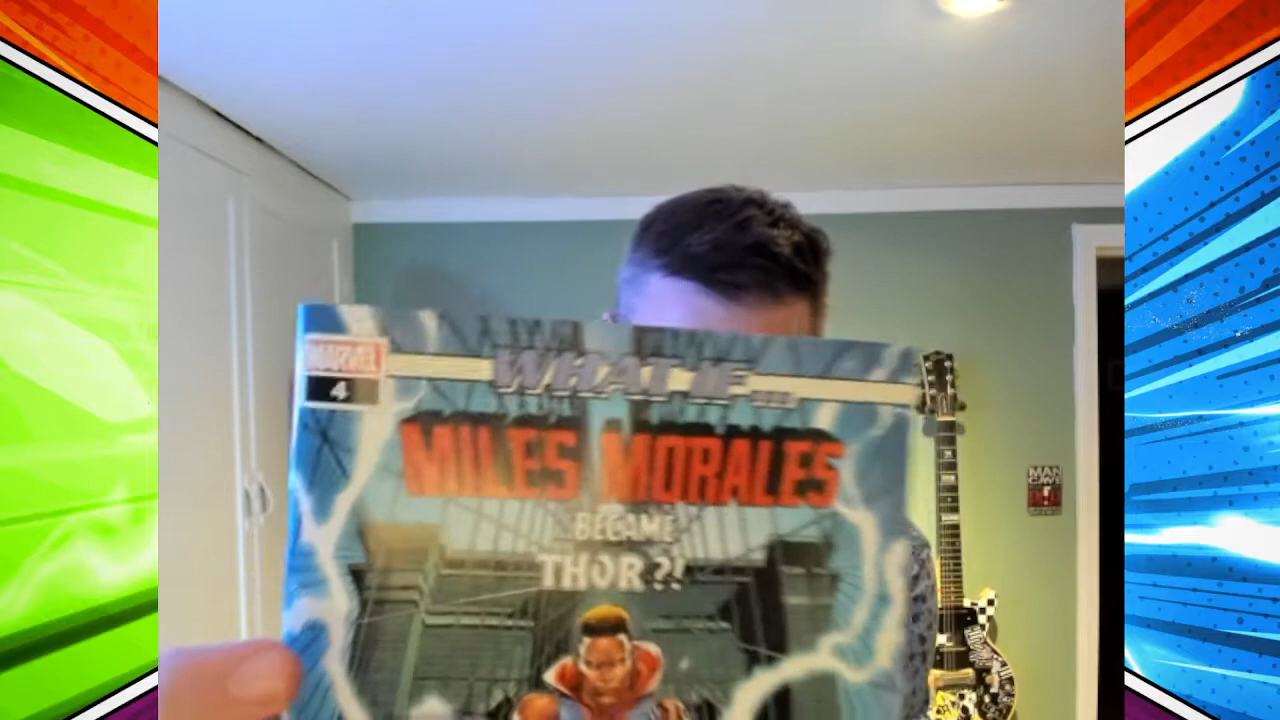 MARVEL
4
WHAT IF...
MILES MORALES
BECAME
THOR?!
MAN
CAVE